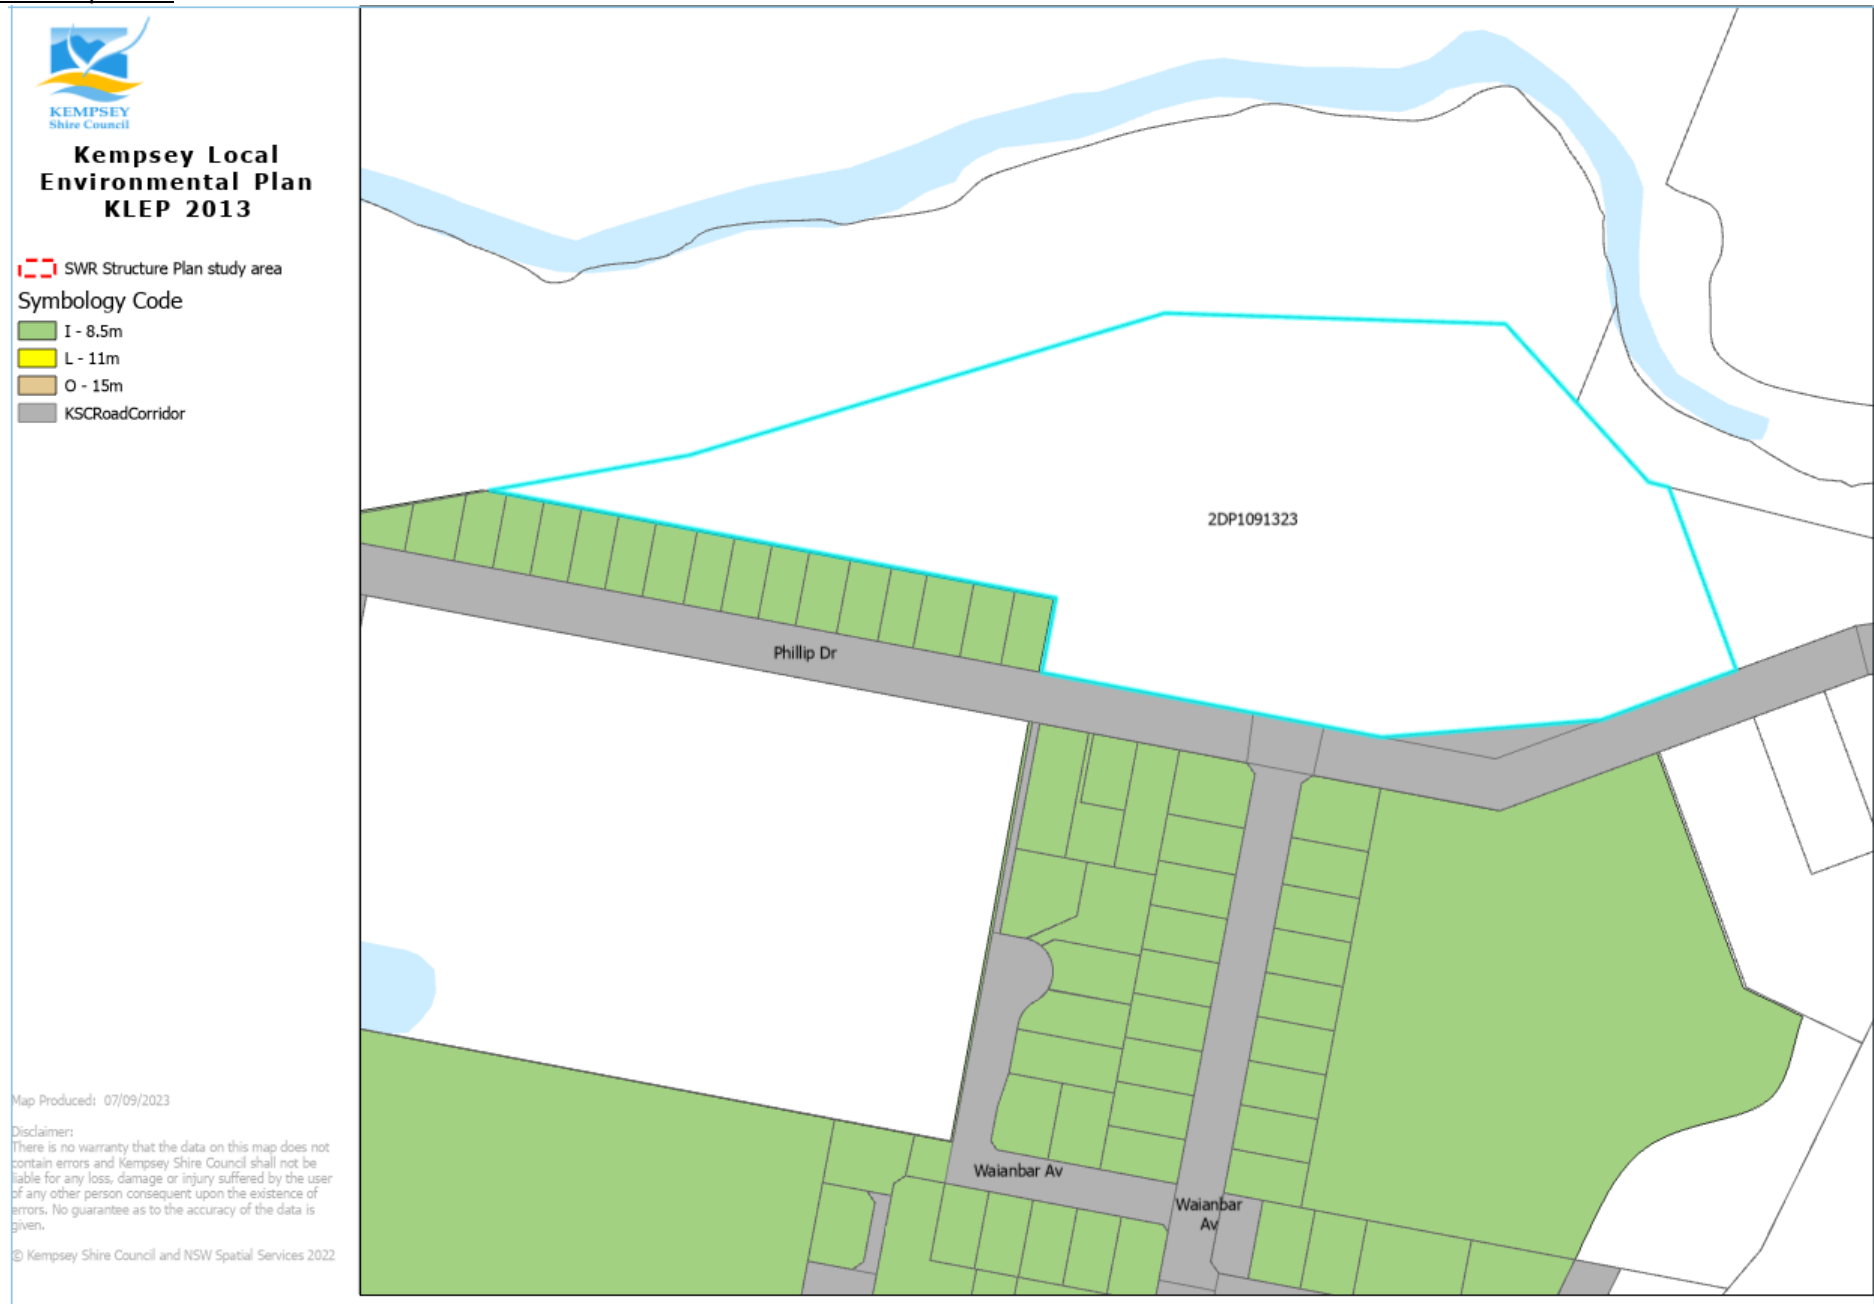 KEMPSEY
Shire Council
Kempsey Local
Environmental Plan
KLEP 2013
SWR Structure Plan study area
Symbology Code
I - 8.5m
L - 11m
O - 15m
KSCRoadCorridor
Map Produced: 07/09/2023
Disclaimer:
There is no warranty that the data on this map does not
contain errors and Kempsey Shire Council shall not be
liable for any loss, damage or injury suffered by the user
of any other person consequent upon the existence of
errors. No guarantee as to the accuracy of the data is
given.
© Kempsey Shire Council and NSW Spatial Services 2022
2DP1091323
Phillip Dr
Waianbar Av
Waianbar
Av